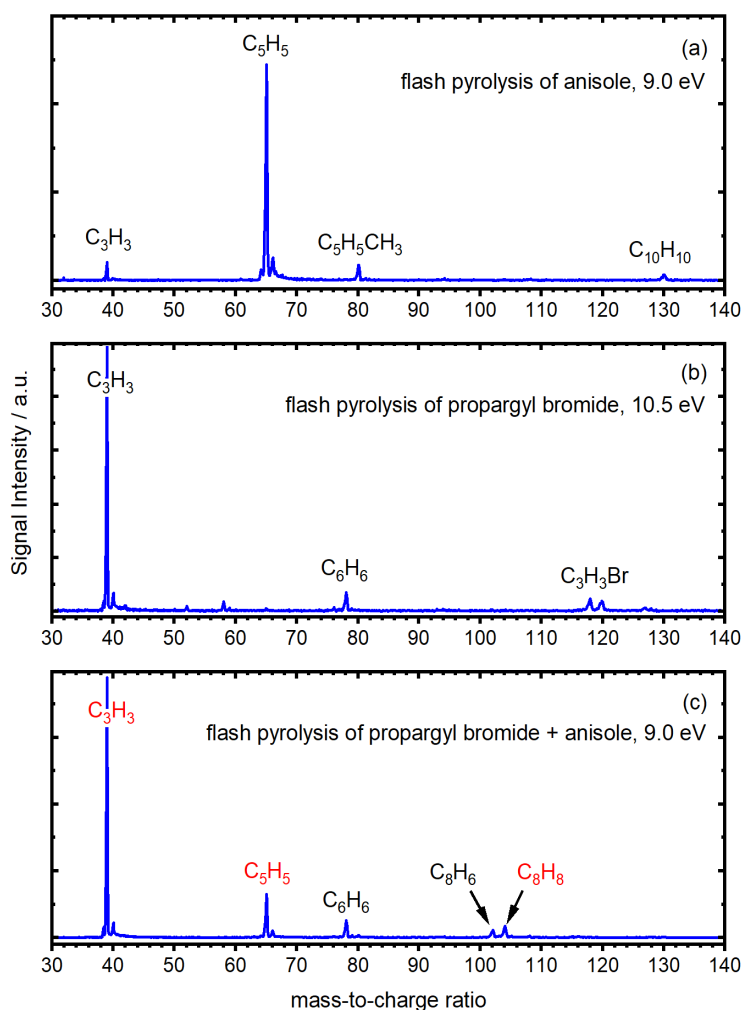 (a)
C₅H₅
flash pyrolysis of anisole, 9.0 eV
C₃H₃
C₅H₅CH₃
C₁₀H₁₀
30 40 50 60 70 80 90 100 110 120 130 140
(b)
C₃H₃
flash pyrolysis of propargyl bromide, 10.5 eV
Signal Intensity / a.u.
C₆H₆
C₃H₃Br
30 40 50 60 70 80 90 100 110 120 130 140
(c)
C₃H₃
flash pyrolysis of propargyl bromide + anisole, 9.0 eV
C₅H₅
C₆H₆
C₈H₆
C₈H₈
30 40 50 60 70 80 90 100 110 120 130 140
mass-to-charge ratio